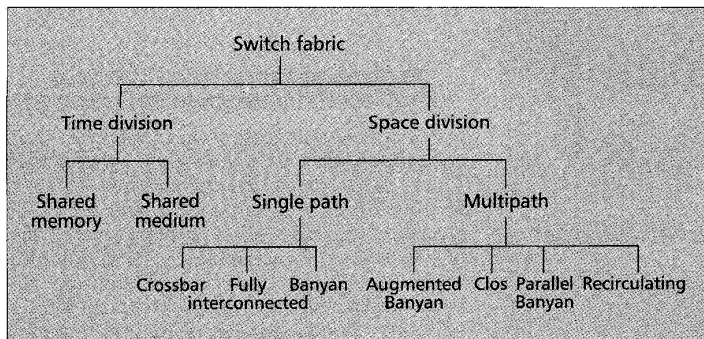 Switch fabric
Time division
Space division
Shared
memory
Shared
medium
Single path
Multipath
Crossbar
Fully
interconnected
Banyan
Augmented
Banyan
Clos
Parallel
Banyan
Recirculating